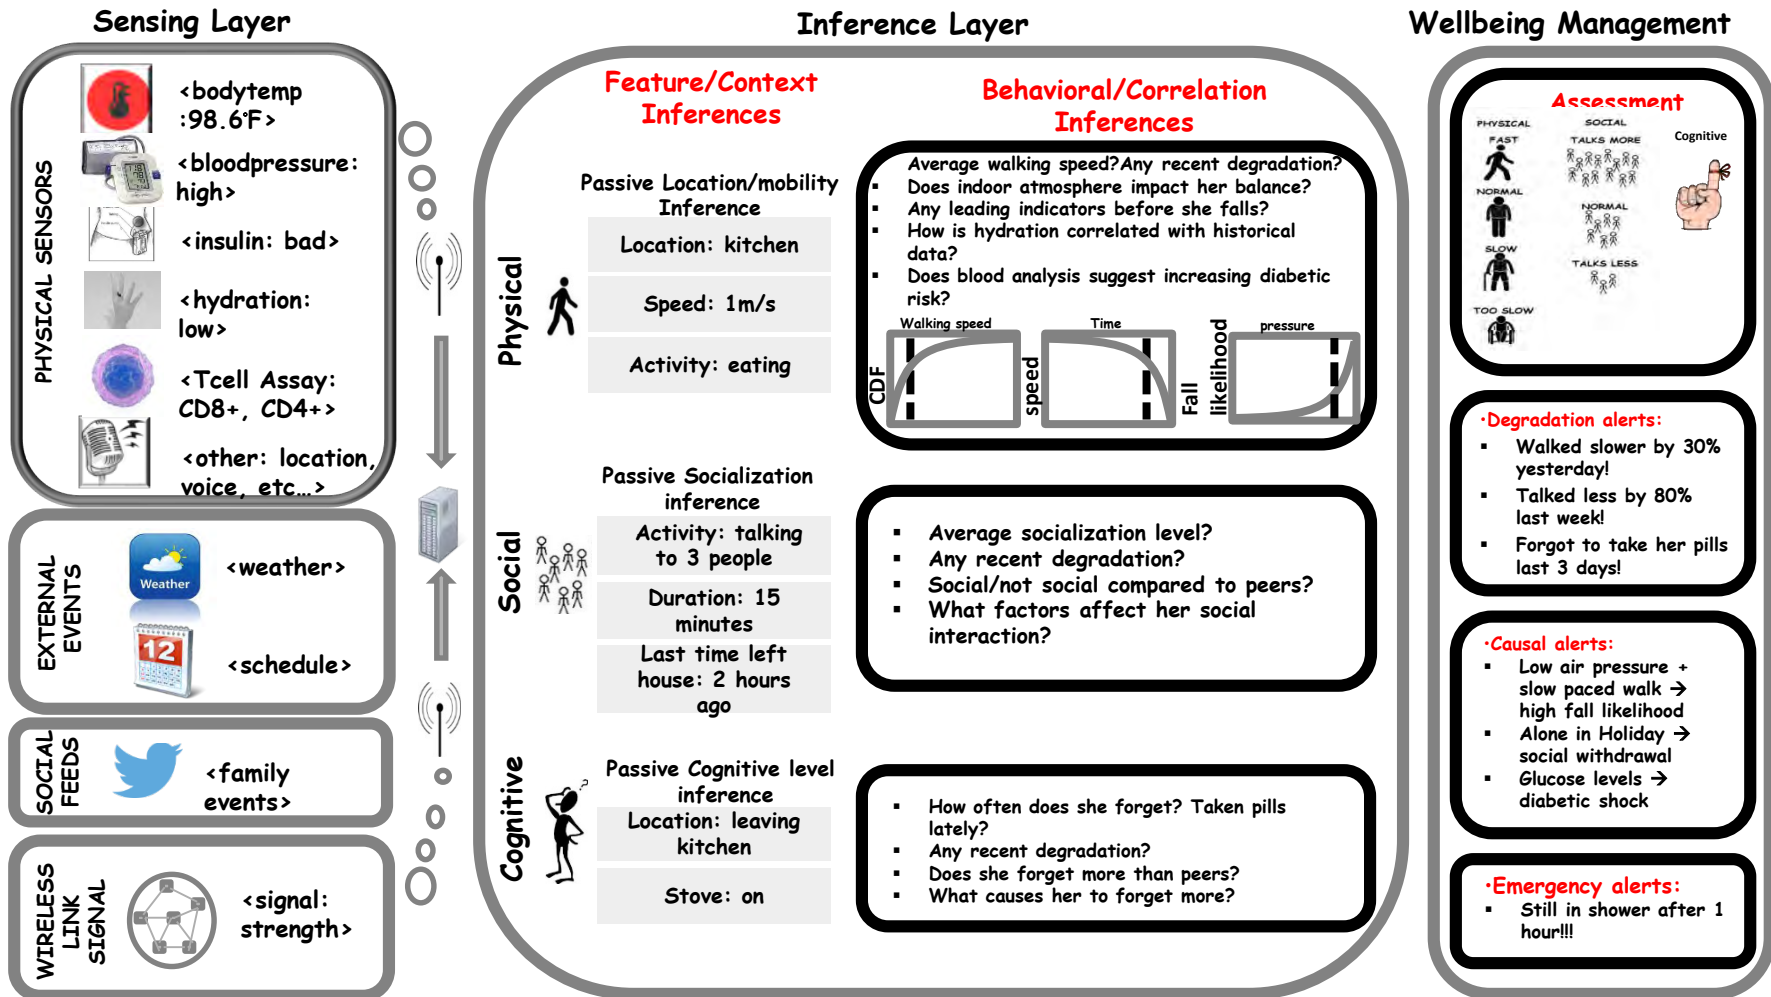 Sensing Layer
PHYSICAL SENSORS
<bodytemp
:98.6°F>
<bloodpressure:
high>
<insulin: bad>
<hydration:
low>
<Tcell Assay:
CD8+, CD4+>
<other: location,
voice, etc…>
EXTERNAL
EVENTS
Weather
<weather>
12
<schedule>
SOCIAL
FEEDS
<family
events>
WIRELESS
LINK
SIGNAL
<signal:
strength>
Inference Layer
Feature/Context
Inferences
Behavioral/Correlation
Inferences
Physical
Passive Location/mobility
Inference
Location: kitchen
Speed: 1m/s
Activity: eating
Average walking speed?Any recent degradation?
▪ Does indoor atmosphere impact her balance?
▪ Any leading indicators before she falls?
▪ How is hydration correlated with historical
data?
▪ Does blood analysis suggest increasing diabetic
risk?
Walking speed
CDF
Time
speed
pressure
Fall
likelihood
Social
Passive Socialization
inference
Activity: talking
to 3 people
Duration: 15
minutes
Last time left
house: 2 hours
ago
▪ Average socialization level?
▪ Any recent degradation?
▪ Social/not social compared to peers?
▪ What factors affect her social
interaction?
Cognitive
?
Passive Cognitive level
inference
Location: leaving
kitchen
Stove: on
▪ How often does she forget? Taken pills
lately?
▪ Any recent degradation?
▪ Does she forget more than peers?
▪ What causes her to forget more?
Wellbeing Management
Assessment
PHYSICAL
FAST
NORMAL
SLOW
TOO SLOW
SOCIAL
TALKS MORE
NORMAL
TALKS LESS
Cognitive
•Degradation alerts:
▪ Walked slower by 30%
yesterday!
▪ Talked less by 80%
last week!
▪ Forgot to take her pills
last 3 days!
•Causal alerts:
▪ Low air pressure +
slow paced walk →
high fall likelihood
▪ Alone in Holiday →
social withdrawal
▪ Glucose levels →
diabetic shock
•Emergency alerts:
▪ Still in shower after 1
hour!!!